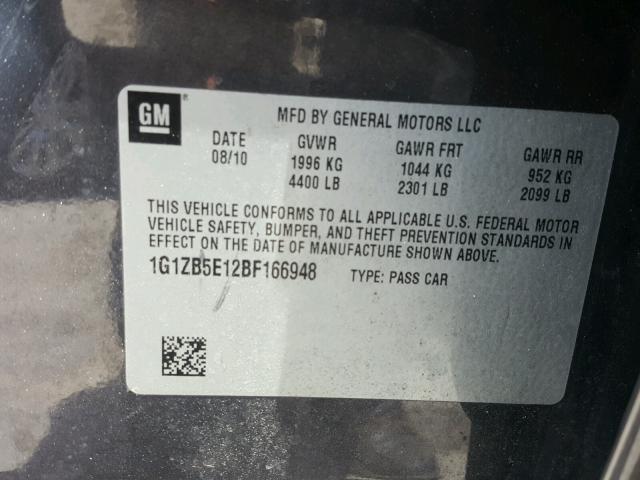 GM ®
MFD BY GENERAL MOTORS LLC
DATE GVWR GAWR FRT GAWR RR
08/10 1996 KG 1044 KG 952 KG
4400 LB 2301 LB 2099 LB
THIS VEHICLE CONFORMS TO ALL APPLICABLE U.S. FEDERAL MOTOR
VEHICLE SAFETY, BUMPER, AND THEFT PREVENTION STANDARDS IN
EFFECT ON THE DATE OF MANUFACTURE SHOWN ABOVE.
1G1ZB5E12BF166948 TYPE: PASS CAR